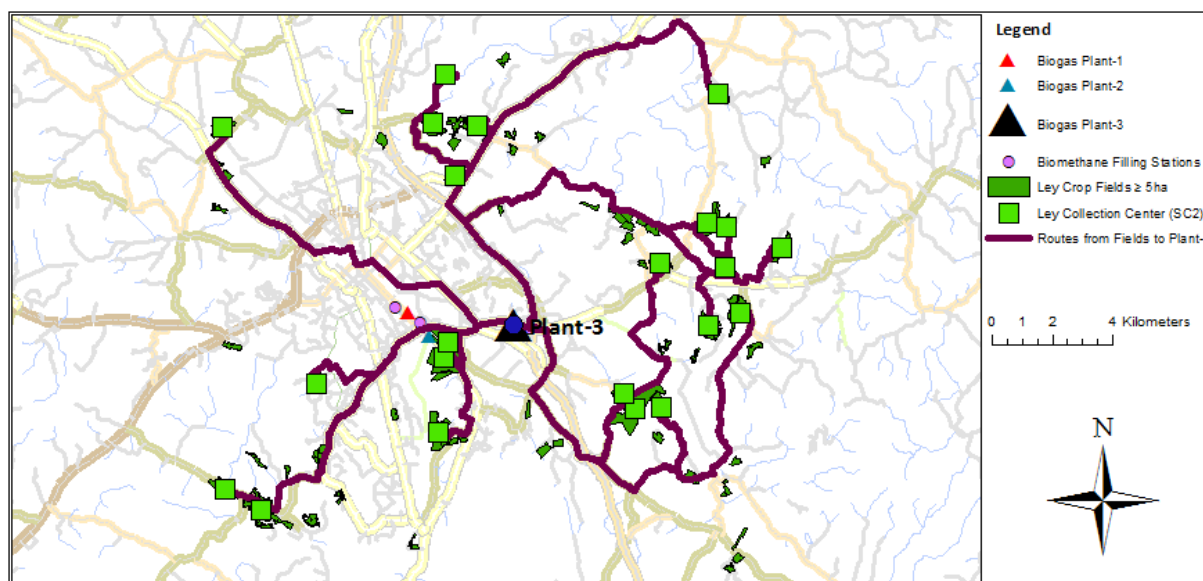 Legend
Biogas Plant-1
Biogas Plant-2
Biogas Plant-3
Biomethane Filling Stations
Ley Crop Fields ≥ 5ha
Ley Collection Center (SC2)
Routes from Fields to Plant-
Plant-3
0 1 2 4 Kilometers
N